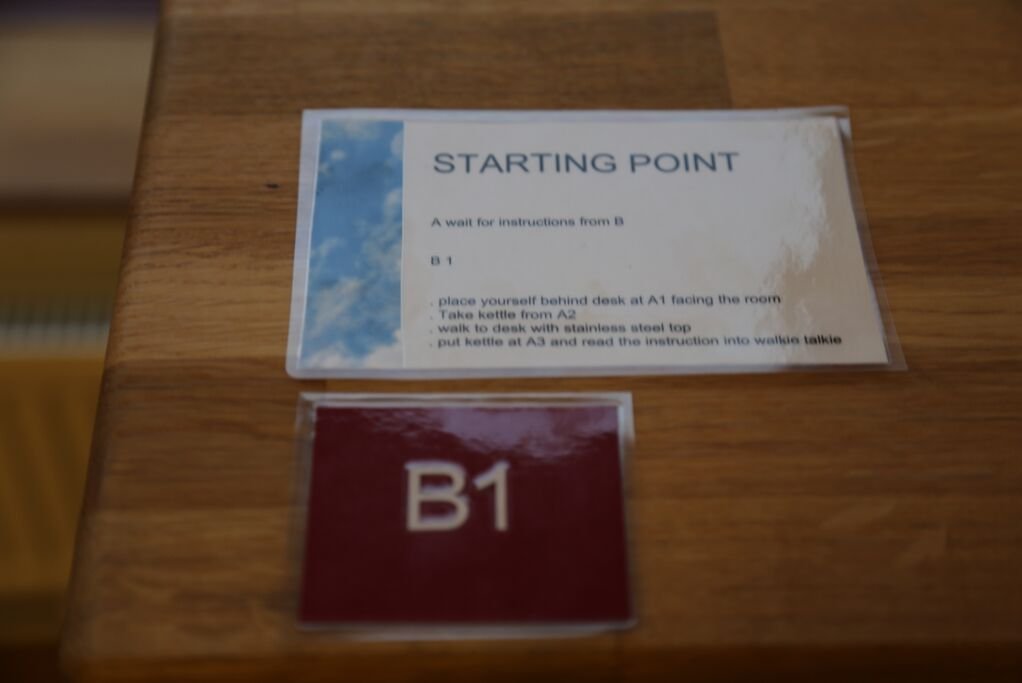 STARTING POINT
A wait for instructions from B
B 1
. place yourself behind desk at A1 facing the room
. Take kettle from A2
. walk to desk with stainless steel top
. put kettle at A3 and read the instruction into walkie talkie
B1